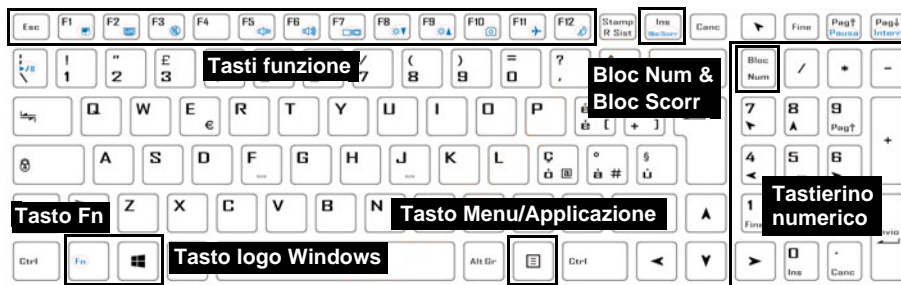 Esc F1 F2 F3 F4 F5 F6 F7 F8 F9 F10 F11 F12 Stamp Ins Canc Fine Pag↑ Pag↓
R Sist Bloc Scorr Pausa Interr
! " £ / ( ) = ? Bloc / * -
\ 1 2 3 7 8 9 0 Num
Tasti funzione
Bloc Num &
Bloc Scorr
Q W E R T Y U I O P é 7 8 9
€ è [ + ] Pag↑ +
A S D F G H J K L Ç ° § 4 5 6
ò @ à # ù
Tasto Fn
Z X C V B N
Tasto Menu/Applicazione
1
Fine
Tastierino
numerico
Ctrl Fn
Tasto logo Windows
Alt Gr Ctrl 0 .
Ins Canc